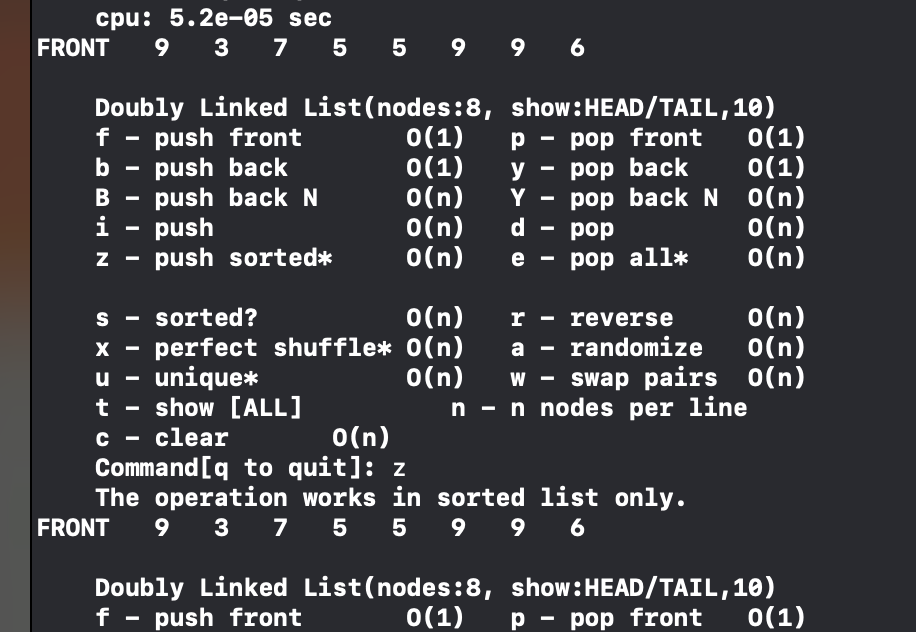 cpu: 5.2e-05 sec
FRONT 9 3 7 5 5 9 9 6
Doubly Linked List(nodes:8, show:HEAD/TAIL,10)
f - push front O(1) p - pop front O(1)
b - push back O(1) y - pop back O(1)
B - push back N O(n) Y - pop back N O(n)
i - push O(n) d - pop O(n)
z - push sorted* O(n) e - pop all* O(n)
s - sorted? O(n) r - reverse O(n)
x - perfect shuffle* O(n) a - randomize O(n)
u - unique* O(n) w - swap pairs O(n)
t - show [ALL] n - n nodes per line
c - clear O(n)
Command[q to quit]: z
The operation works in sorted list only.
FRONT 9 3 7 5 5 9 9 6
Doubly Linked List(nodes:8, show:HEAD/TAIL,10)
f - push front O(1) p - pop front O(1)